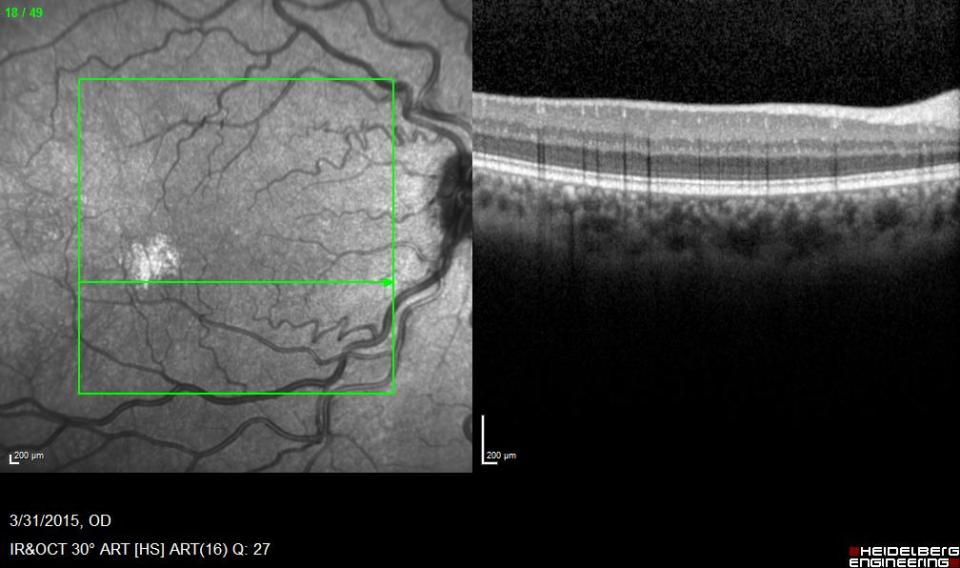 18 / 49
200 µm
200 µm
3/31/2015, OD
IR&OCT 30° ART [HS] ART(16) Q: 27
HEIDELBERG
ENGINEERING